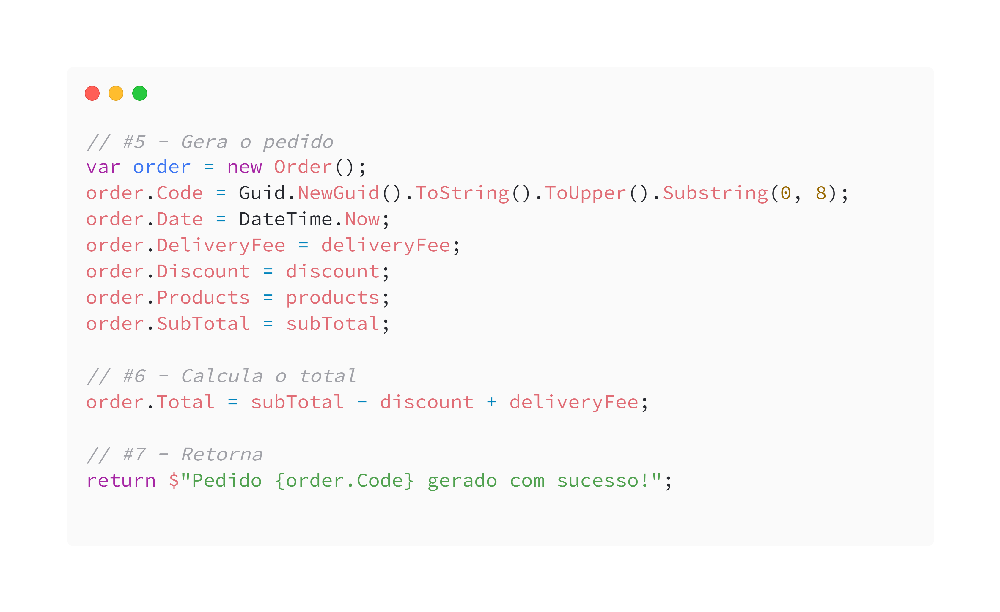 // #5 - Gera o pedido
var order = new Order();
order.Code = Guid.NewGuid().ToString().ToUpper().Substring(0, 8);
order.Date = DateTime.Now;
order.DeliveryFee = deliveryFee;
order.Discount = discount;
order.Products = products;
order.SubTotal = subTotal;
// #6 - Calcula o total
order.Total = subTotal - discount + deliveryFee;
// #7 - Retorna
return $"Pedido {order.Code} gerado com sucesso!";